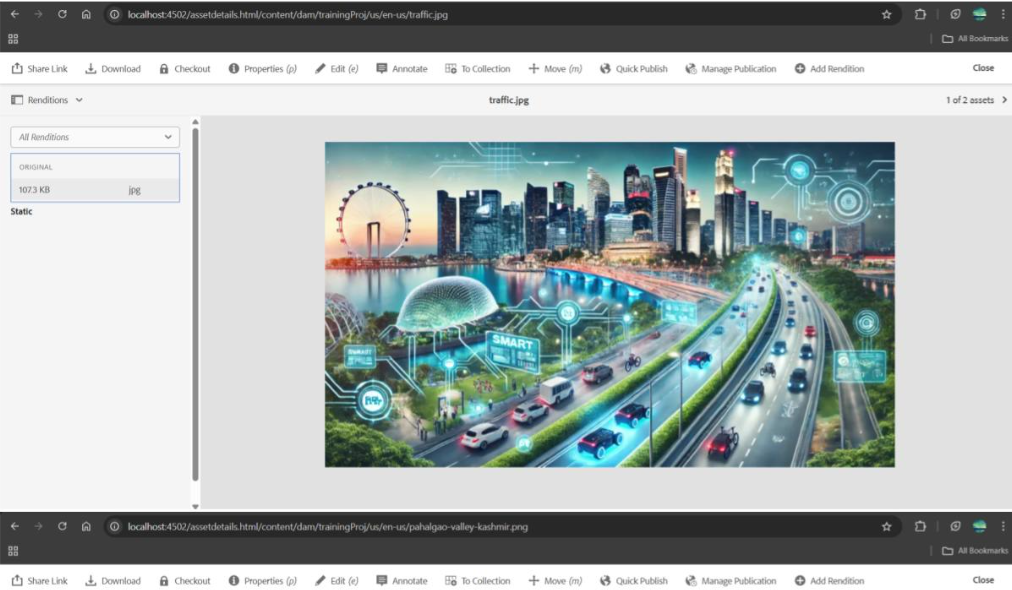 localhost:4502/assetdetails.html/content/dam/trainingProj/us/en-us/traffic.jpg
All Bookmarks
Share Link Download Checkout Properties (p) Edit (e) Annotate To Collection Move (m) Quick Publish Manage Publication Add Rendition Close
Renditions traffic.jpg 1 of 2 assets
All Renditions
ORIGINAL
107.3 KB jpg
Static
SMART
localhost:4502/assetdetails.html/content/dam/trainingProj/us/en-us/pahalgao-valley-kashmir.png
All Bookmarks
Share Link Download Checkout Properties (p) Edit (e) Annotate To Collection Move (m) Quick Publish Manage Publication Add Rendition Close